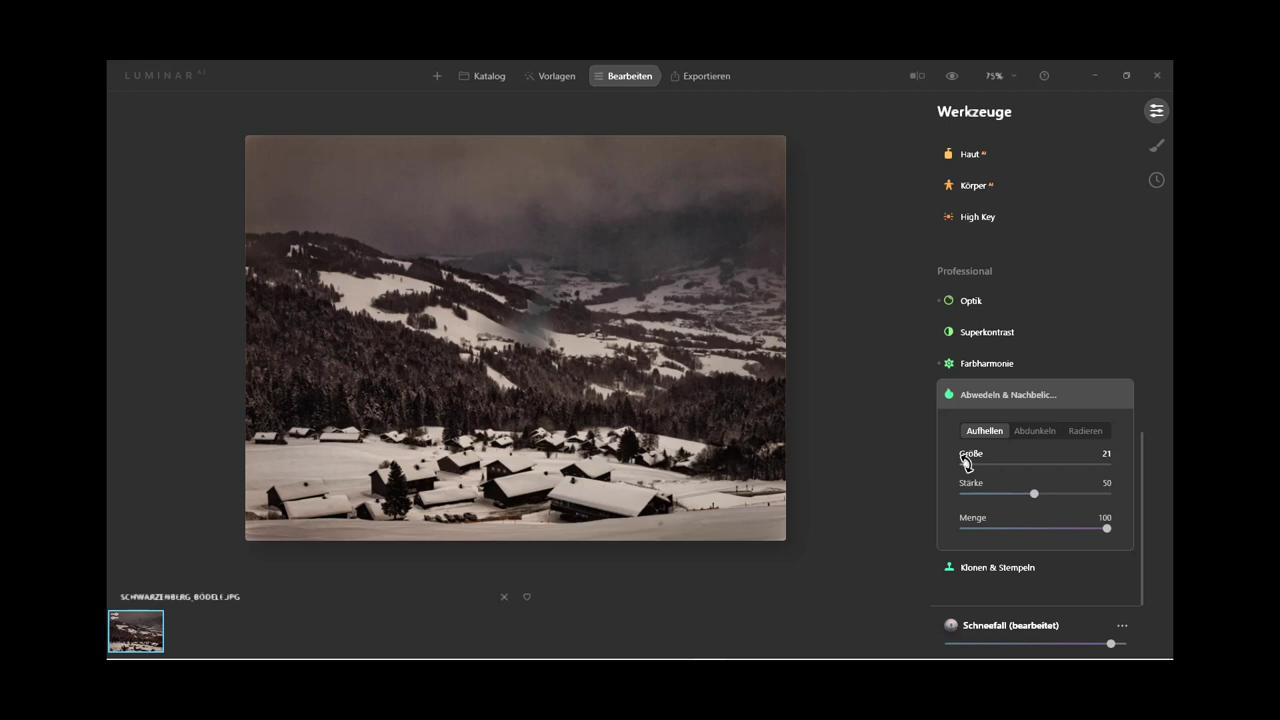 LUMINAR AI
Katalog
Vorlagen
Bearbeiten
Exportieren
75%
Werkzeuge
Haut AI
Körper AI
High Key
Professional
Optik
Superkontrast
Farbharmonie
Abwedeln & Nachbelic...
Aufhellen Abdunkeln Radieren
Größe 21
Stärke 50
Menge 100
Klonen & Stempeln
SCHWARZENBERG_BÖDELE.JPG
Schneefall (bearbeitet)